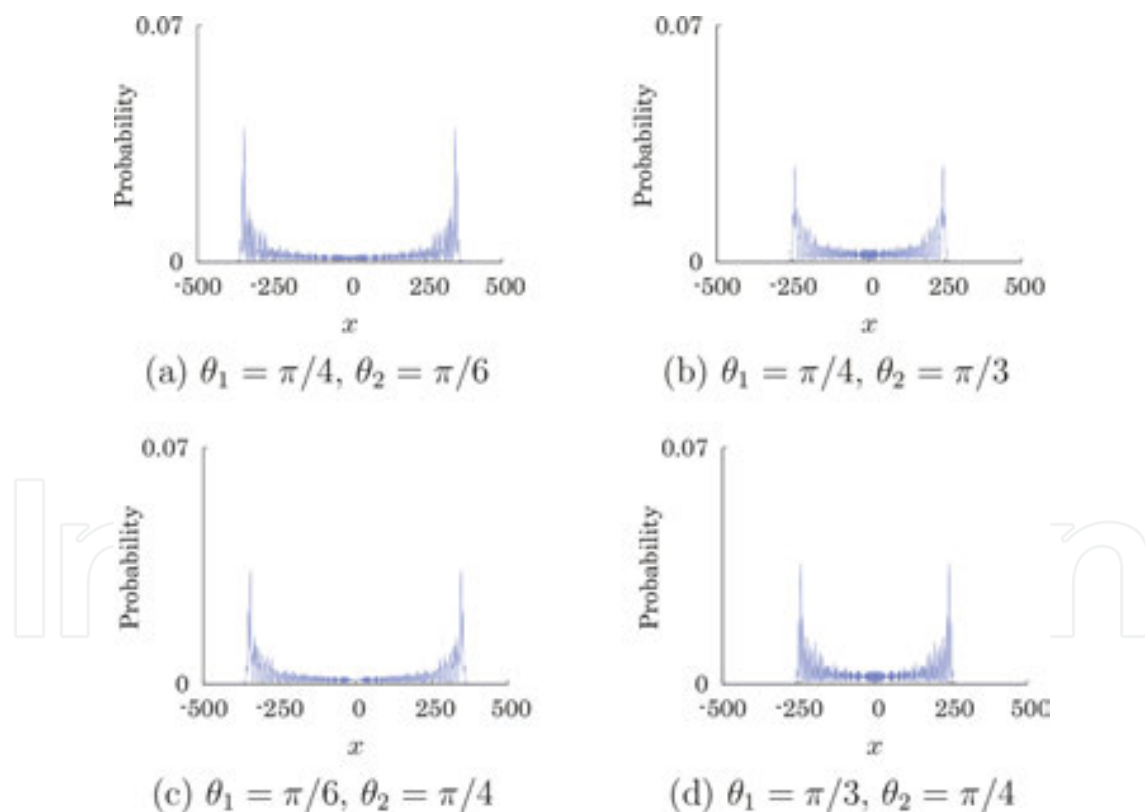 0.07
Probability
0
-500 -250 0 250 500
x
(a) θ₁ = π/4, θ₂ = π/6
0.07
Probability
0
-500 -250 0 250 500
x
(b) θ₁ = π/4, θ₂ = π/3
0.07
Probability
0
-500 -250 0 250 500
x
(c) θ₁ = π/6, θ₂ = π/4
0.07
Probability
0
-500 -250 0 250 500
x
(d) θ₁ = π/3, θ₂ = π/4